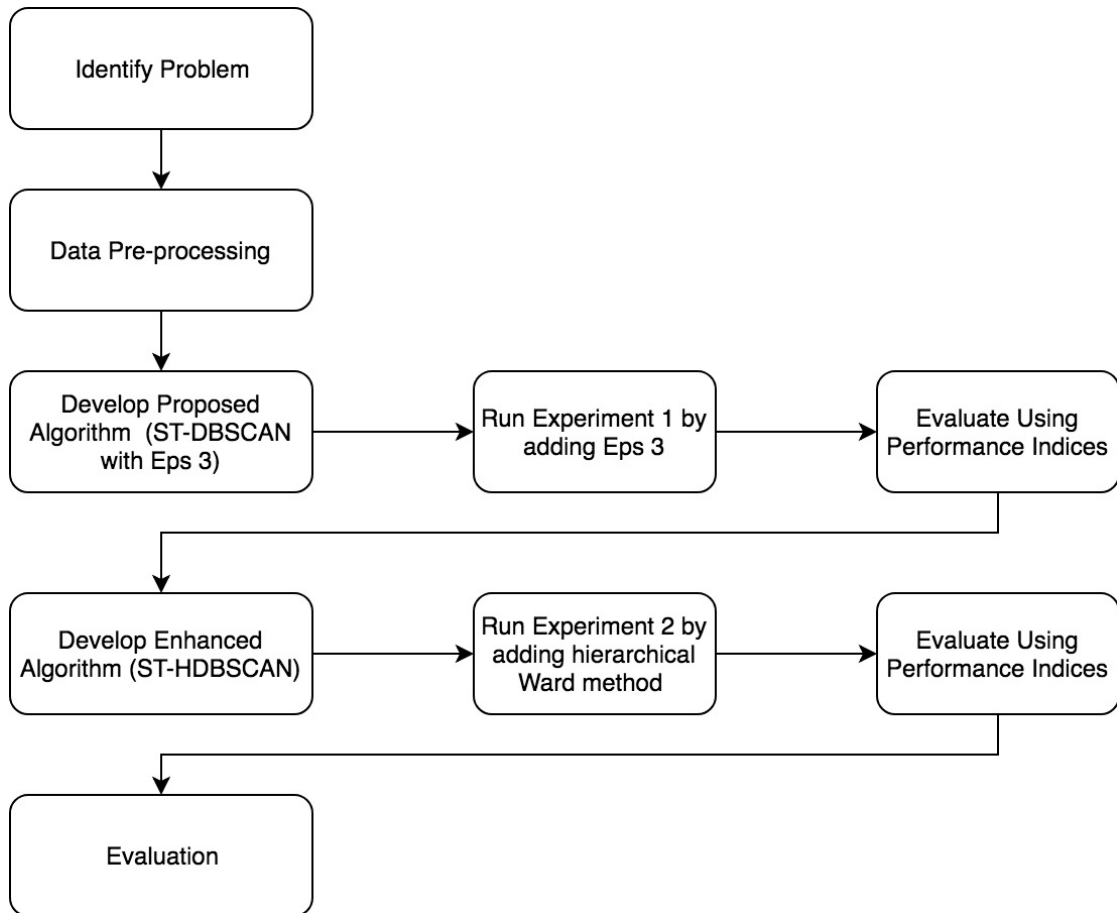 Identify Problem
Data Pre-processing
Develop Proposed
Algorithm (ST-DBSCAN
with Eps 3)
Run Experiment 1 by
adding Eps 3
Evaluate Using
Performance Indices
Develop Enhanced
Algorithm (ST-HDBSCAN)
Run Experiment 2 by
adding hierarchical
Ward method
Evaluate Using
Performance Indices
Evaluation